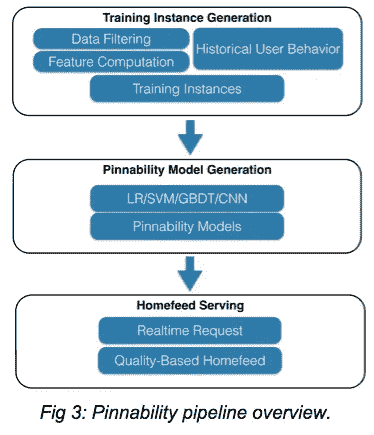 Training Instance Generation
Data Filtering
Feature Computation
Historical User Behavior
Training Instances
Pinnability Model Generation
LR/SVM/GBDT/CNN
Pinnability Models
Homefeed Serving
Realtime Request
Quality-Based Homefeed
Fig 3: Pinnability pipeline overview.